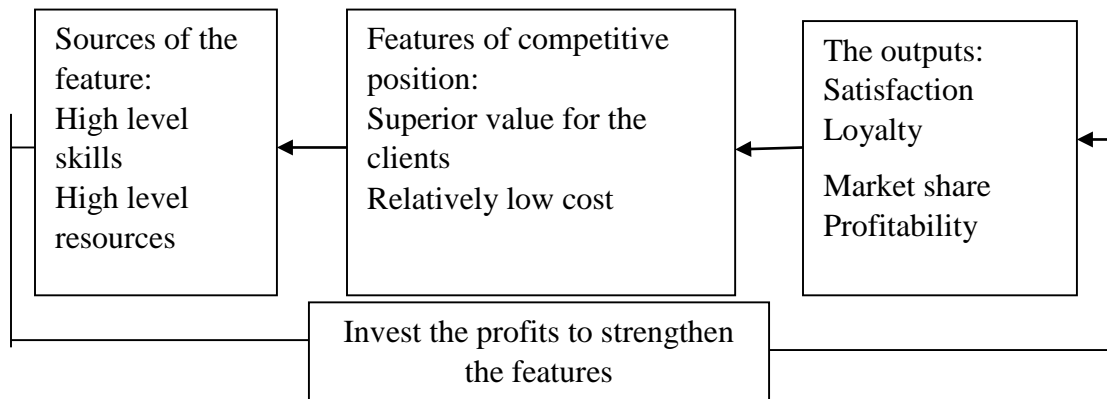 Sources of the
feature:
High level
skills
High level
resources
Features of competitive
position:
Superior value for the
clients
Relatively low cost
The outputs:
Satisfaction
Loyalty
Market share
Profitability
Invest the profits to strengthen
the features